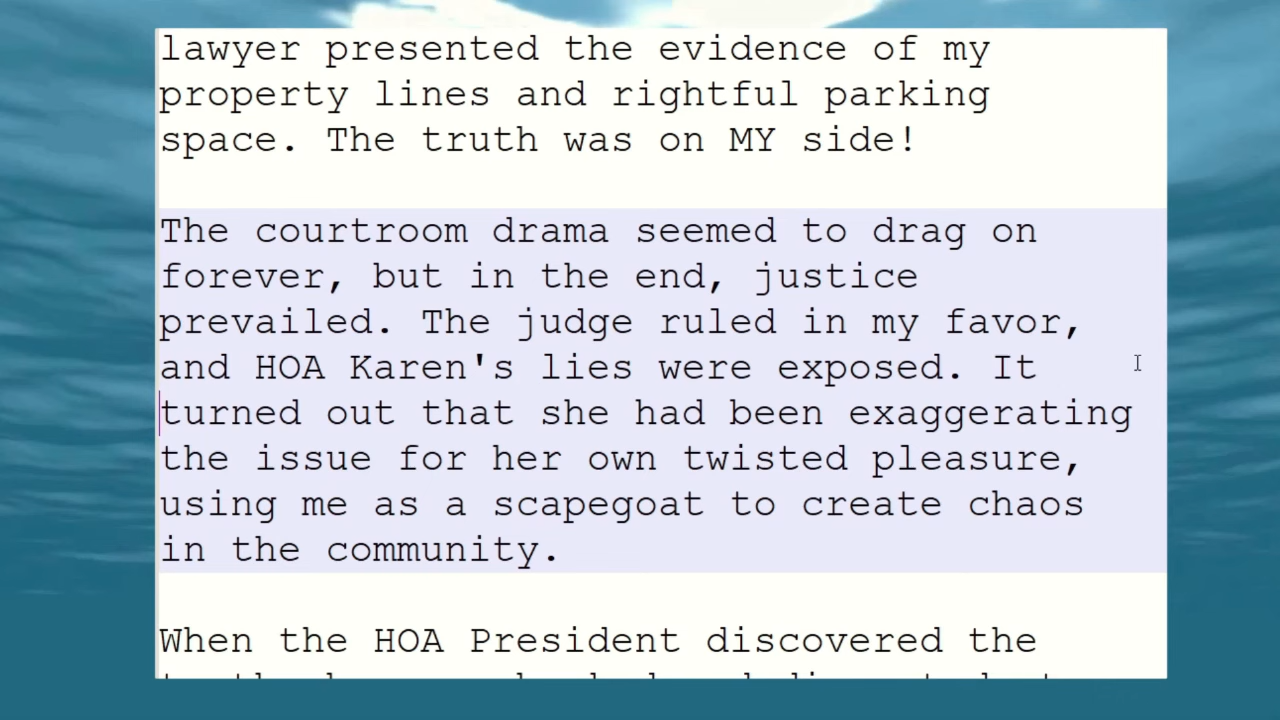 lawyer presented the evidence of my
property lines and rightful parking
space. The truth was on MY side!
The courtroom drama seemed to drag on
forever, but in the end, justice
prevailed. The judge ruled in my favor,
and HOA Karen's lies were exposed. It
turned out that she had been exaggerating
the issue for her own twisted pleasure,
using me as a scapegoat to create chaos
in the community.
When the HOA President discovered the